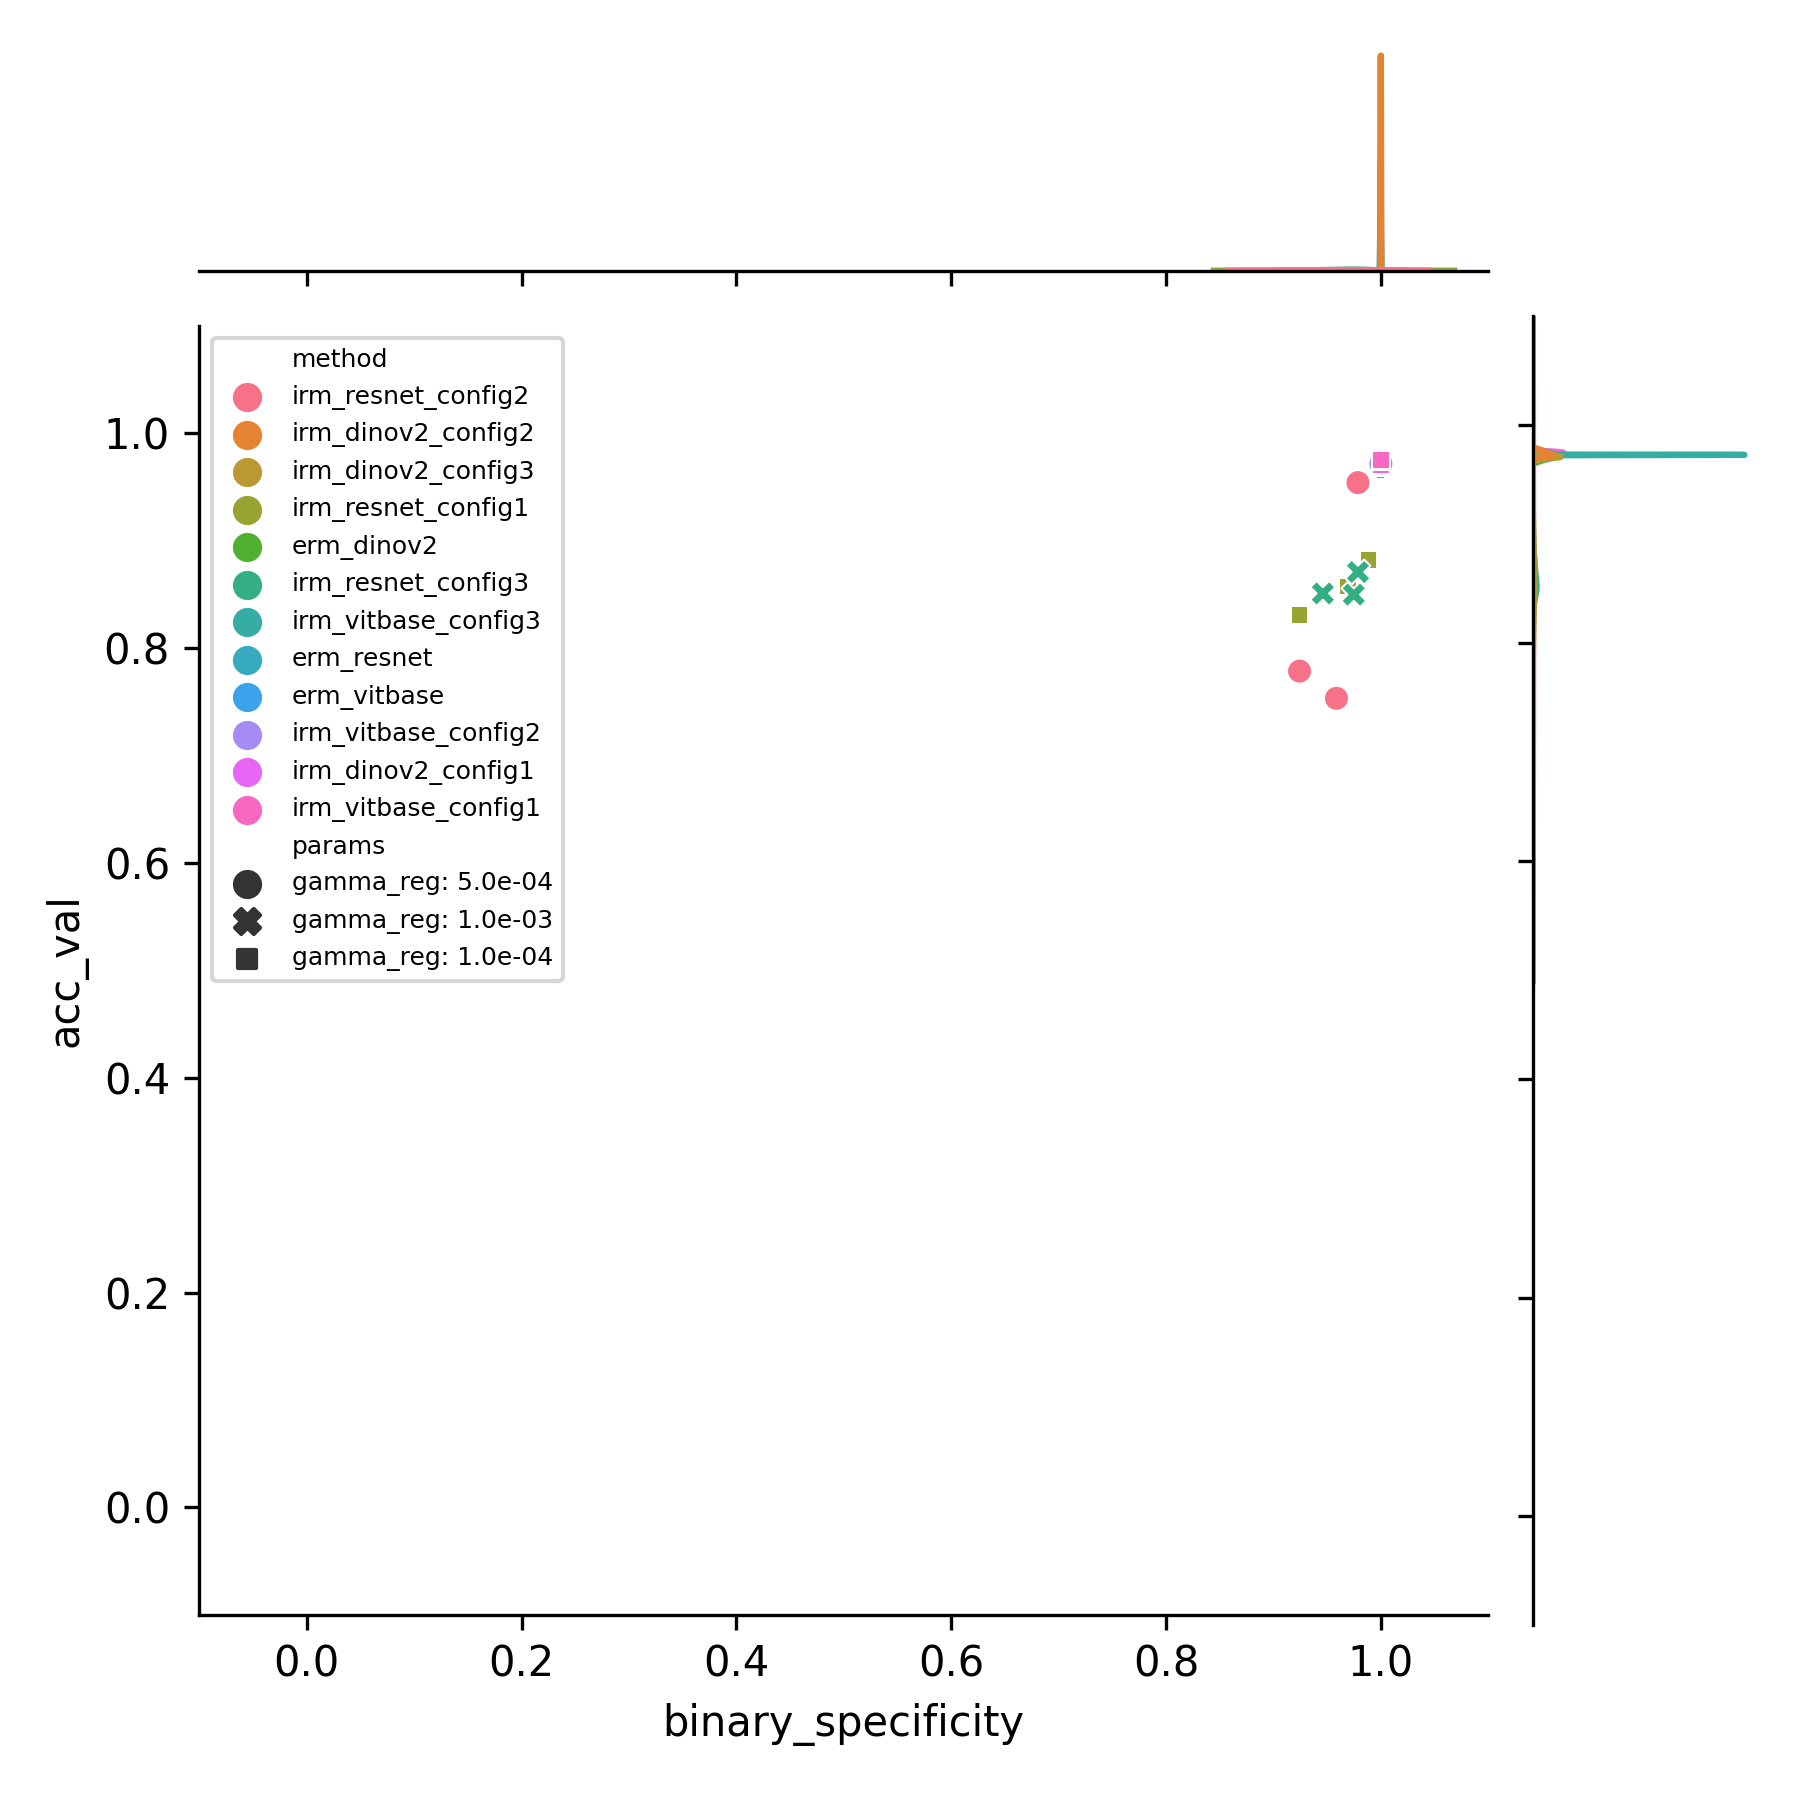 method
irm_resnet_config2
irm_dinov2_config2
irm_dinov2_config3
irm_resnet_config1
erm_dinov2
irm_resnet_config3
irm_vitbase_config3
erm_resnet
erm_vitbase
irm_vitbase_config2
irm_dinov2_config1
irm_vitbase_config1
params
gamma_reg: 5.0e-04
gamma_reg: 1.0e-03
gamma_reg: 1.0e-04
acc_val
1.0
0.8
0.6
0.4
0.2
0.0
0.0 0.2 0.4 0.6 0.8 1.0
binary_specificity